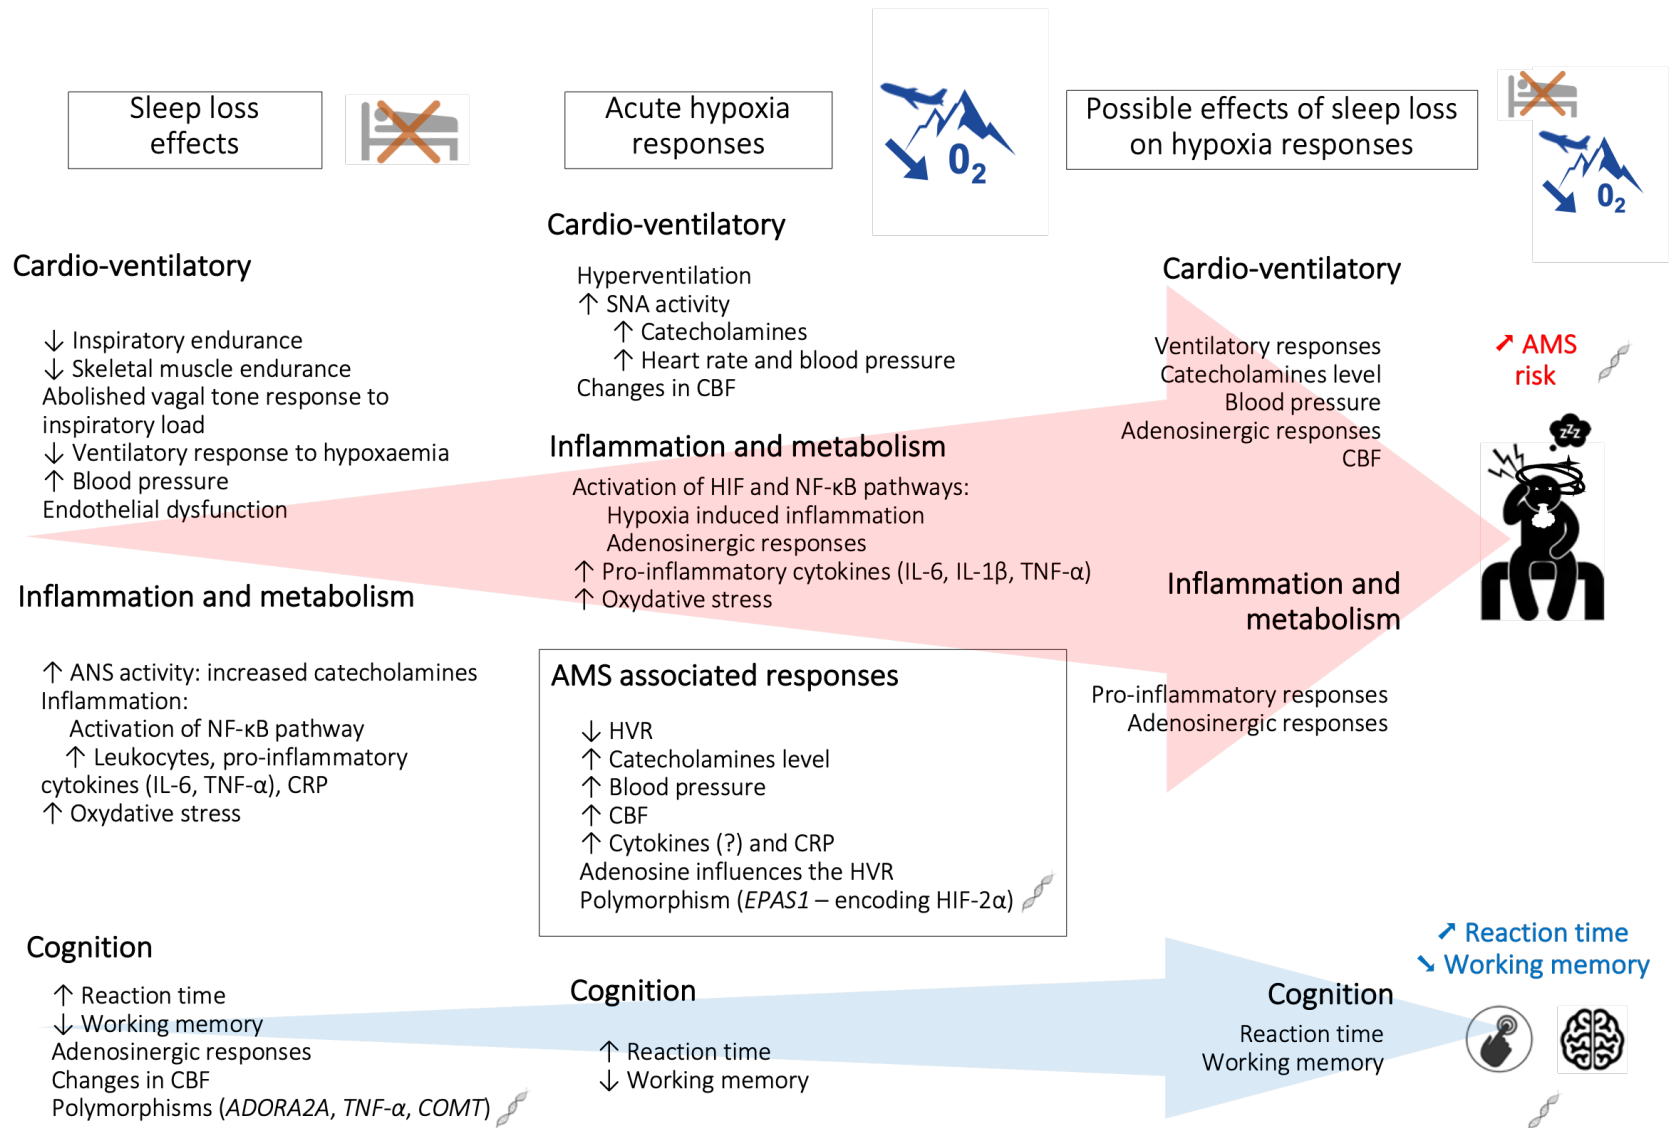 Sleep loss
effects
Acute hypoxia
responses
0₂
Possible effects of sleep loss
on hypoxia responses
0₂
Cardio-ventilatory
↓ Inspiratory endurance
↓ Skeletal muscle endurance
Abolished vagal tone response to
inspiratory load
↓ Ventilatory response to hypoxaemia
↑ Blood pressure
Endothelial dysfunction
Inflammation and metabolism
↑ ANS activity: increased catecholamines
Inflammation:
Activation of NF-κB pathway
↑ Leukocytes, pro-inflammatory
cytokines (IL-6, TNF-α), CRP
↑ Oxydative stress
Cognition
↑ Reaction time
↓ Working memory
Adenosinergic responses
Changes in CBF
Polymorphisms (ADORA2A, TNF-α, COMT)
Cardio-ventilatory
Hyperventilation
↑ SNA activity
↑ Catecholamines
↑ Heart rate and blood pressure
Changes in CBF
Inflammation and metabolism
Activation of HIF and NF-κB pathways:
Hypoxia induced inflammation
Adenosinergic responses
↑ Pro-inflammatory cytokines (IL-6, IL-1β, TNF-α)
↑ Oxydative stress
AMS associated responses
↓ HVR
↑ Catecholamines level
↑ Blood pressure
↑ CBF
↑ Cytokines (?) and CRP
Adenosine influences the HVR
Polymorphism (EPAS1 – encoding HIF-2α)
Cognition
↑ Reaction time
↓ Working memory
Cardio-ventilatory
Ventilatory responses
Catecholamines level
Blood pressure
Adenosinergic responses
CBF
Inflammation and
metabolism
Pro-inflammatory responses
Adenosinergic responses
Cognition
Reaction time
Working memory
➚ AMS
risk
zZz
➚ Reaction time
➘ Working memory